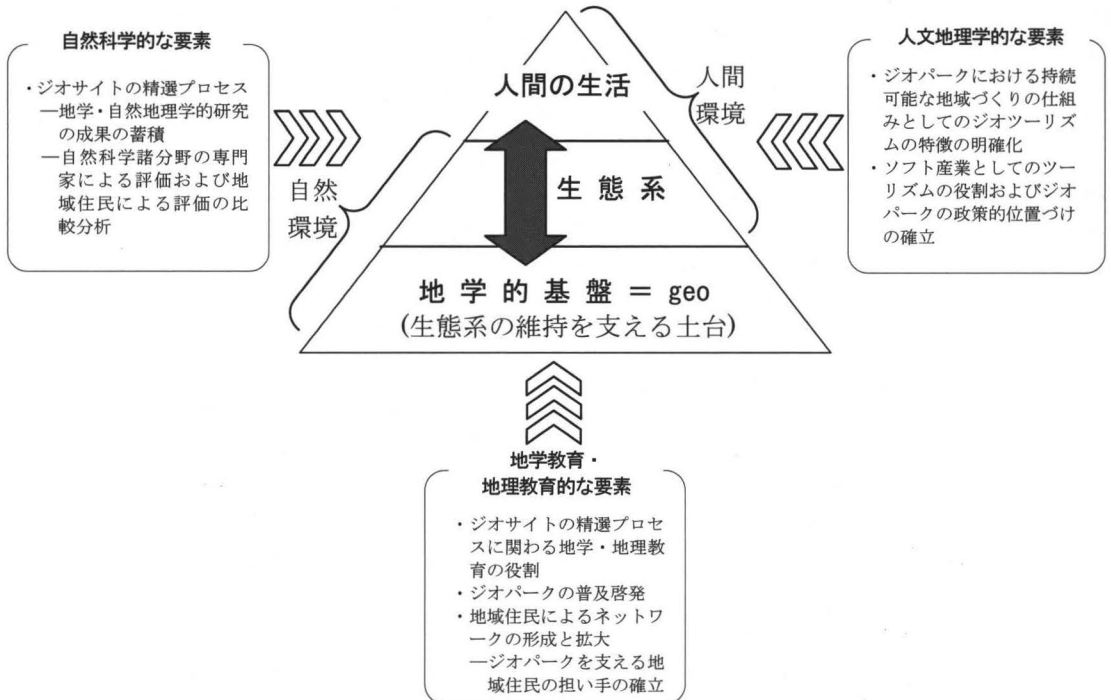 自然科学的な要素
・ジオサイトの精選プロセス
―地学・自然地理学的研究
の成果の蓄積
―自然科学諸分野の専門
家による評価および地
域住民による評価の比
較分析
人間の生活
生態系
地学的基盤 = geo
(生態系の維持を支える土台)
人間
環境
自然
環境
人文地理学的な要素
・ジオパークにおける持続
可能な地域づくりの仕組
みとしてのジオツーリズ
ムの特徴の明確化
・ソフト産業としてのツー
リズムの役割およびジオ
パークの政策的位置づけ
の確立
地学教育・
地理教育的な要素
・ジオサイトの精選プロセ
スに関わる地学・地理教
育の役割
・ジオパークの普及啓発
・地域住民によるネットワ
ークの形成と拡大
―ジオパークを支える地
域住民の担い手の確立